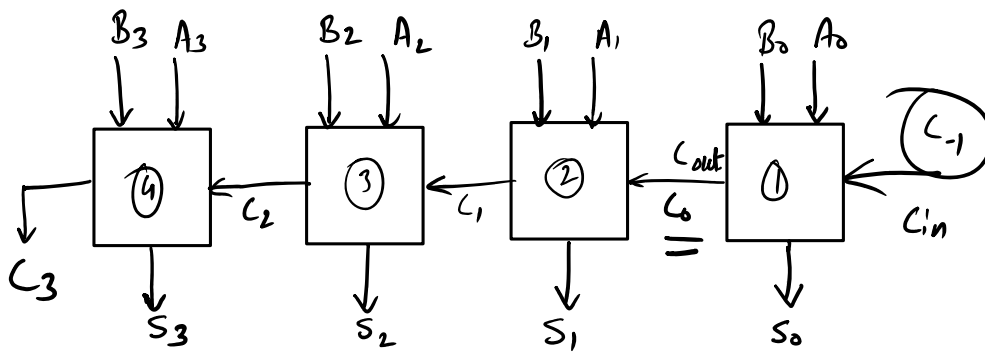 B3 A3 B2 A2 B1 A1 B0 A0
C-1
4 C2 3 C1 2 Cout C0 1 Cin
C3
S3 S2 S1 S0